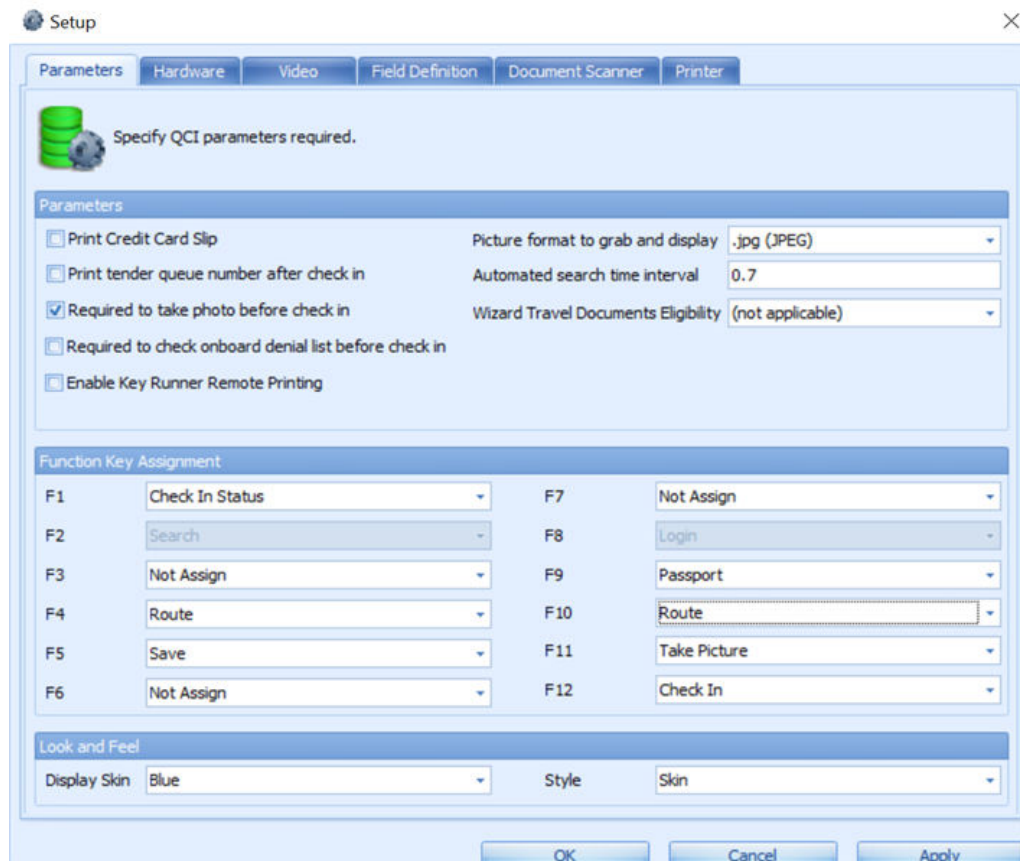 Setup
Parameters Hardware Video Field Definition Document Scanner Printer
Specify QCI parameters required.
Parameters
Print Credit Card Slip Picture format to grab and display .jpg (JPEG)
Print tender queue number after check in Automated search time interval 0.7
Required to take photo before check in Wizard Travel Documents Eligibility (not applicable)
Required to check onboard denial list before check in
Enable Key Runner Remote Printing
Function Key Assignment
F1 Check In Status F7 Not Assign
F2 Search F8 Login
F3 Not Assign F9 Passport
F4 Route F10 Route
F5 Save F11 Take Picture
F6 Not Assign F12 Check In
Look and Feel
Display Skin Blue Style Skin
OK Cancel Apply